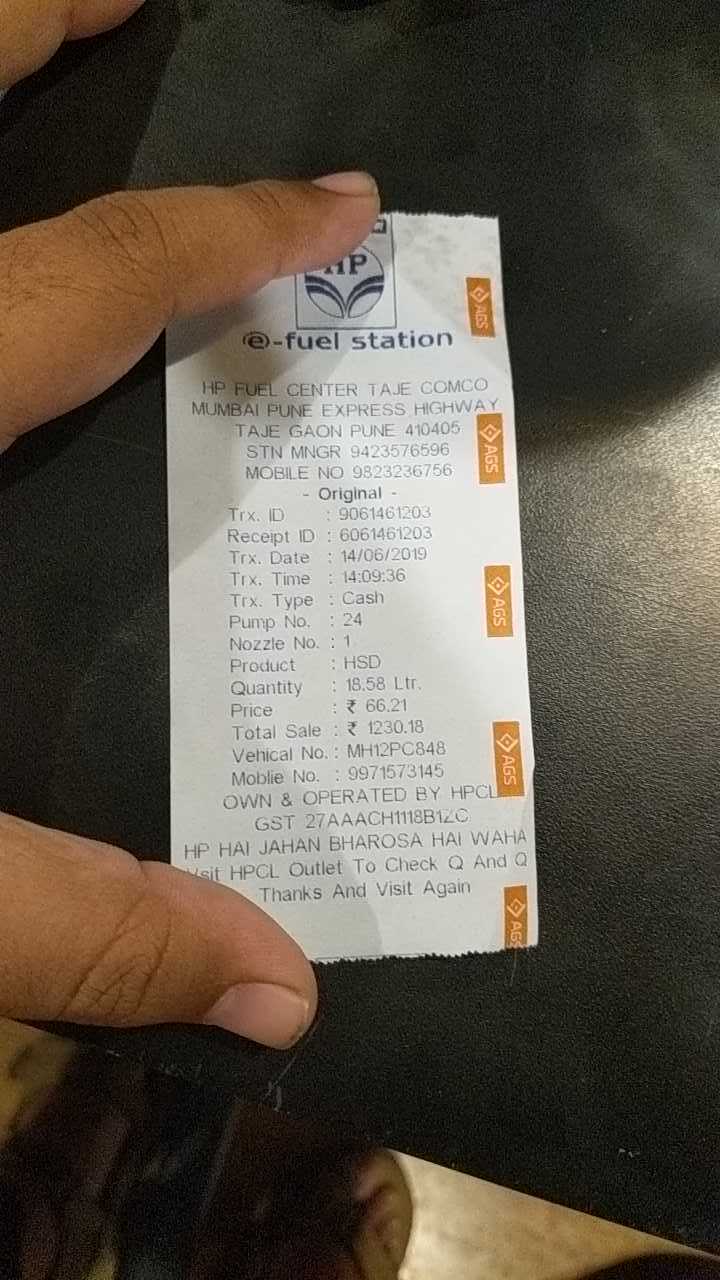 HP
e-fuel station
HP FUEL CENTER TAJE COMCO
MUMBAI PUNE EXPRESS HIGHWAY
TAJE GAON PUNE 410405
STN MNGR 9423576596
MOBILE NO 9823236756
- Original -
Trx. ID : 9061461203
Receipt ID : 6061461203
Trx. Date : 14/06/2019
Trx. Time : 14:09:36
Trx. Type : Cash
Pump No. : 24
Nozzle No. : 1
Product : HSD
Quantity : 18.58 Ltr.
Price : ₹ 66.21
Total Sale : ₹ 1230.18
Vehical No. : MH12PC848
Moblie No. : 9971573145
OWN & OPERATED BY HPCL
GST 27AAACH1118B1ZC
HP HAI JAHAN BHAROSA HAI WAHA
HPCL Outlet To Check Q And Q
Thanks And Visit Again
AGS
AGS
AGS
AGS
AGS